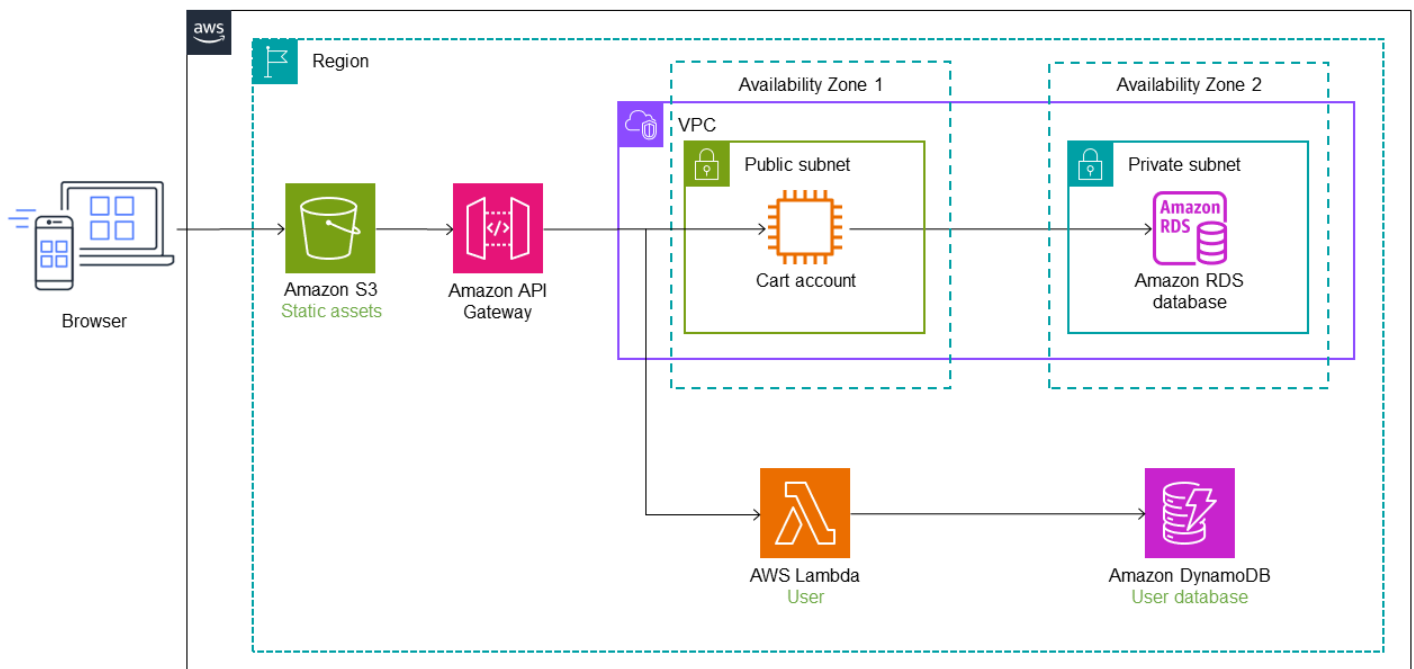 aws
Region
Availability Zone 1
Availability Zone 2
VPC
Public subnet
Private subnet
Amazon
RDS
</>
Cart account
Amazon RDS
database
Amazon S3
Static assets
Amazon API
Gateway
Browser
AWS Lambda
User
Amazon DynamoDB
User database